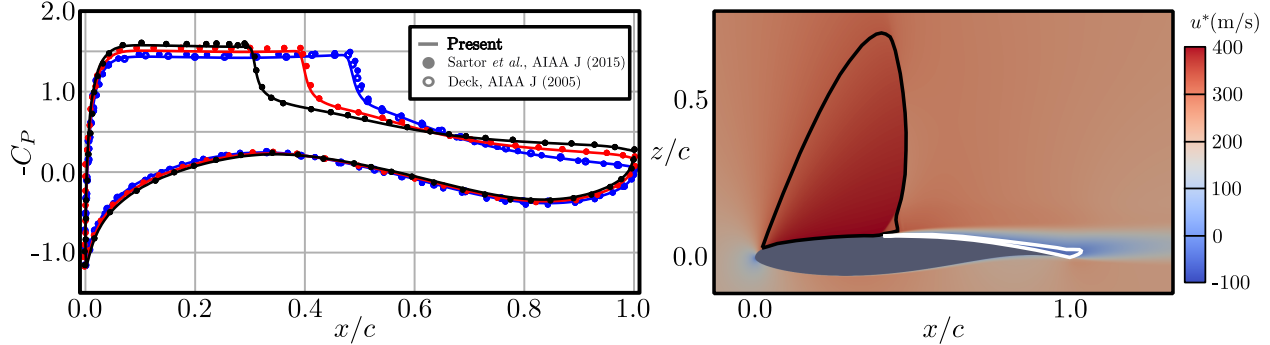 2.0
1.0
0.0
-1.0
-C_P
0.0
0.2
0.4
0.6
0.8
1.0
x/c
Present
Sartor et al., AIAA J (2015)
Deck, AIAA J (2005)
z/c
0.5
0.0
0.0
1.0
x/c
u*(m/s)
400
300
200
100
0
-100